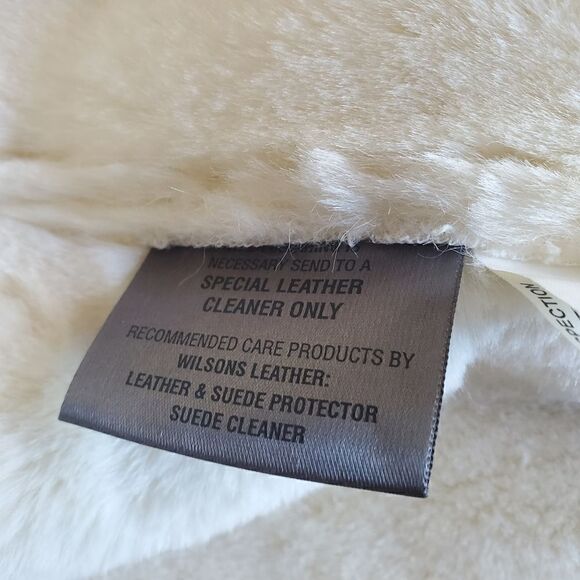 NECESSARY SEND TO A
SPECIAL LEATHER
CLEANER ONLY
RECOMMENDED CARE PRODUCTS BY
WILSONS LEATHER:
LEATHER & SUEDE PROTECTOR
SUEDE CLEANER